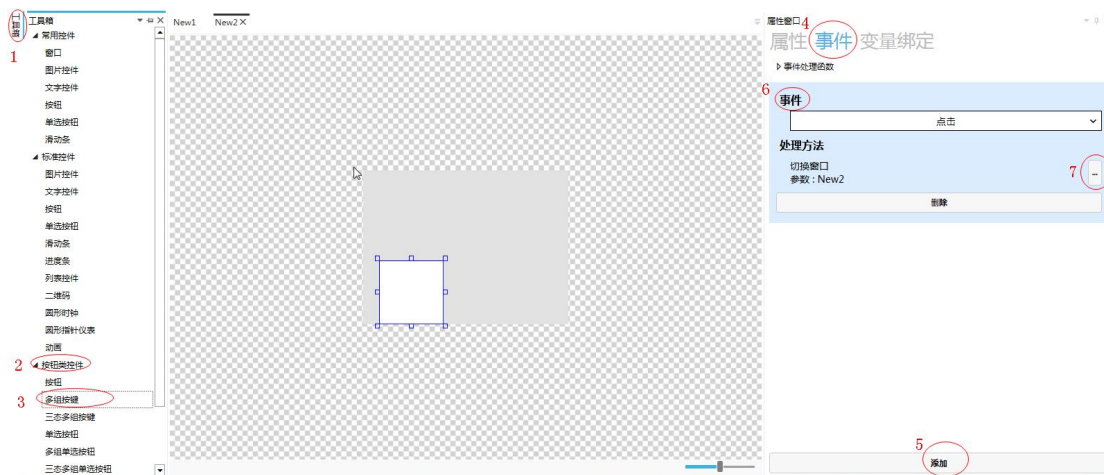 工具箱
工具箱
1
常用控件
窗口
图片控件
文字控件
按钮
单选按钮
滑动条
标准控件
图片控件
文字控件
按钮
单选按钮
滑动条
进度条
列表控件
二维码
圆形时钟
圆形指针仪表
动画
2 按钮类控件
按钮
3 多组按键
三态多组按键
单选按钮
多组单选按钮
三态多组单选按钮
New1 New2
属性窗口 4
属性 事件 变量绑定
事件处理函数
6 事件
点击
处理方法
切换窗口
参数 : New2
7 ...
删除
5
添加